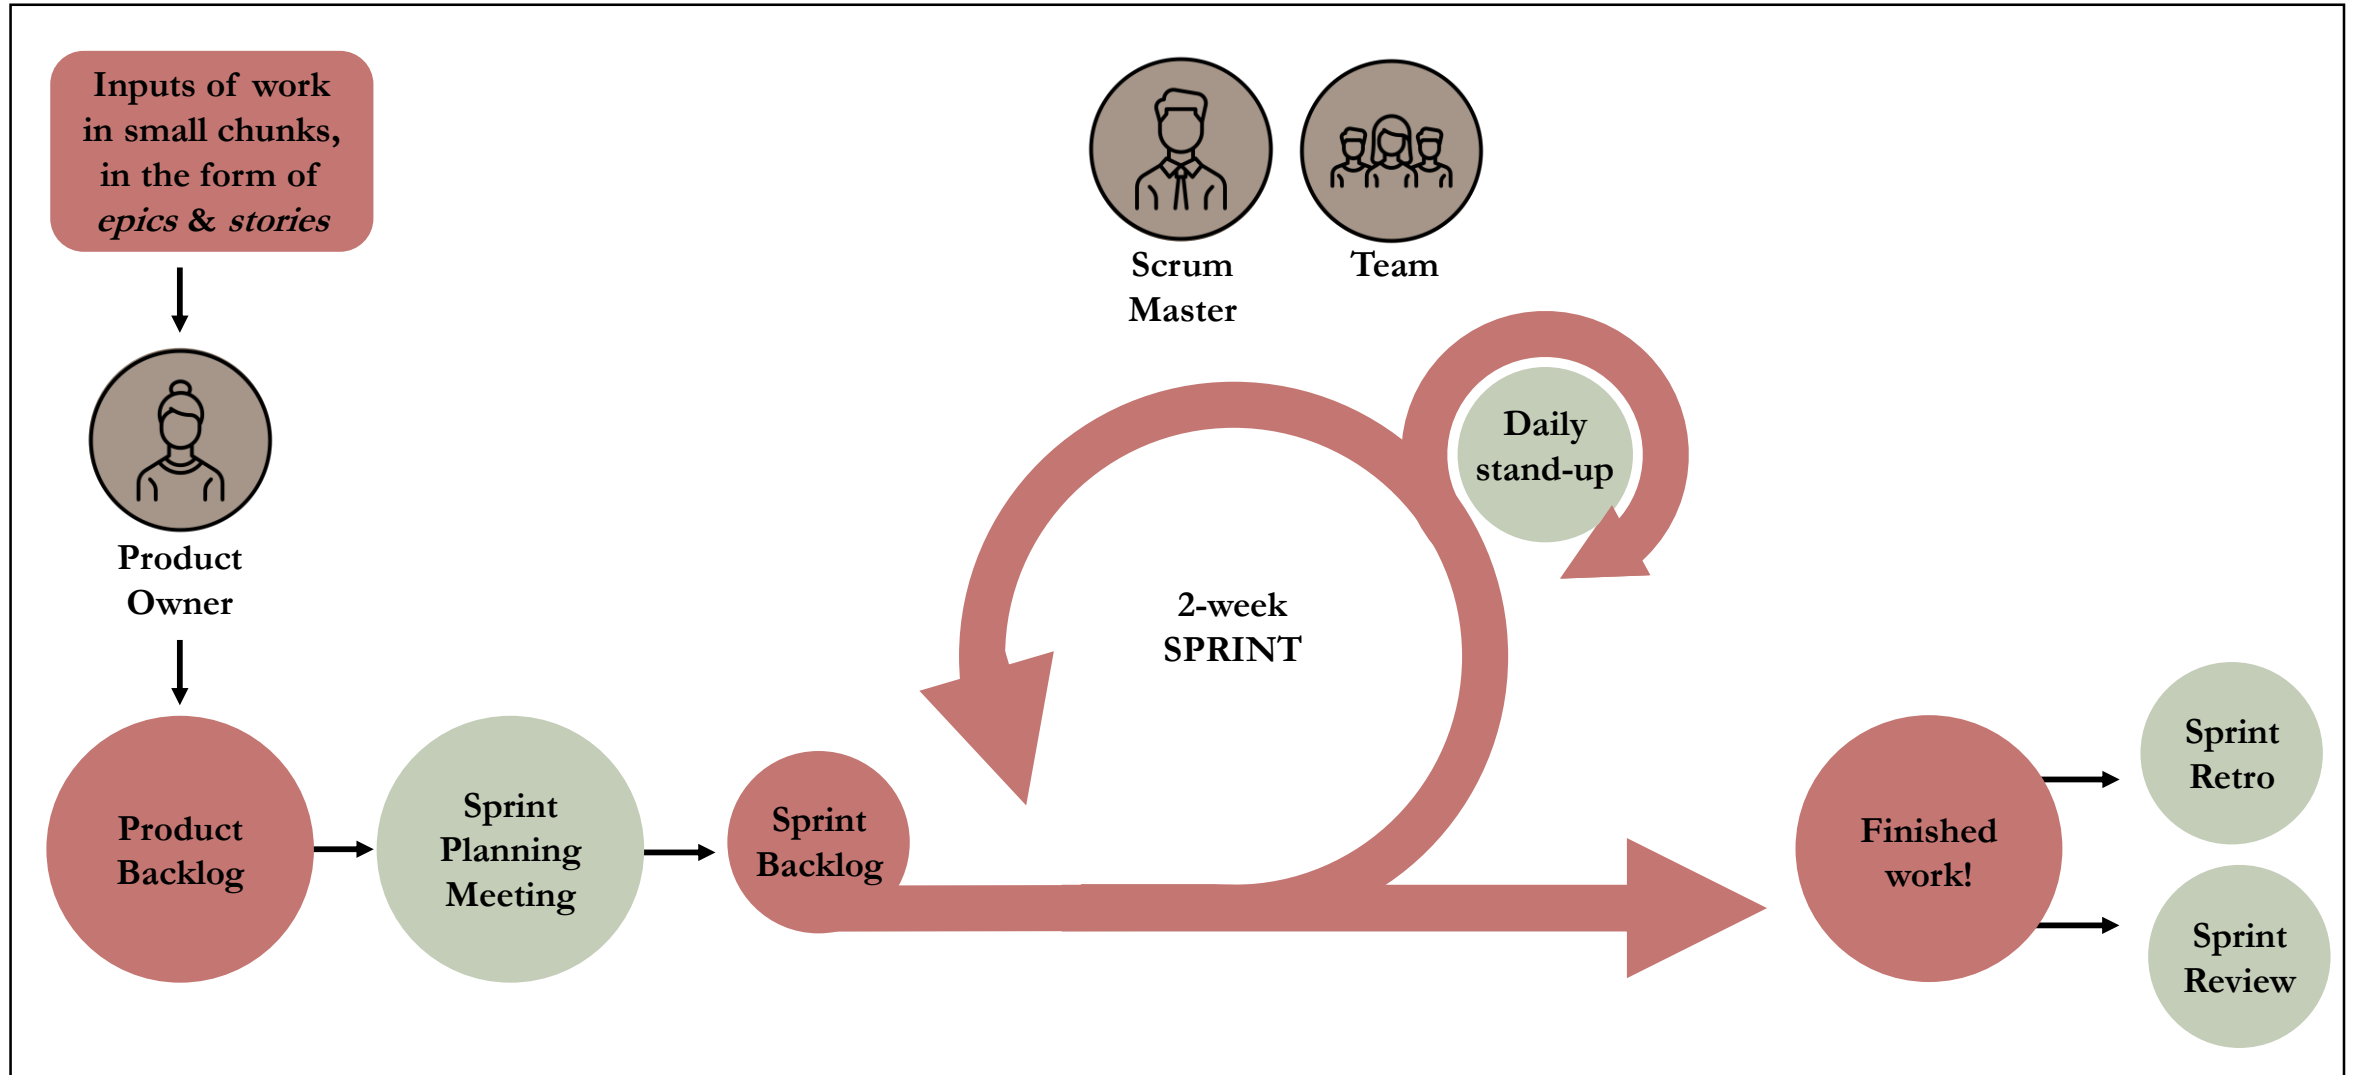 Inputs of work
in small chunks,
in the form of
epics & stories
Product
Owner
Product
Backlog
Sprint
Planning
Meeting
Sprint
Backlog
Scrum
Master
Team
Daily
stand-up
2-week
SPRINT
Finished
work!
Sprint
Retro
Sprint
Review